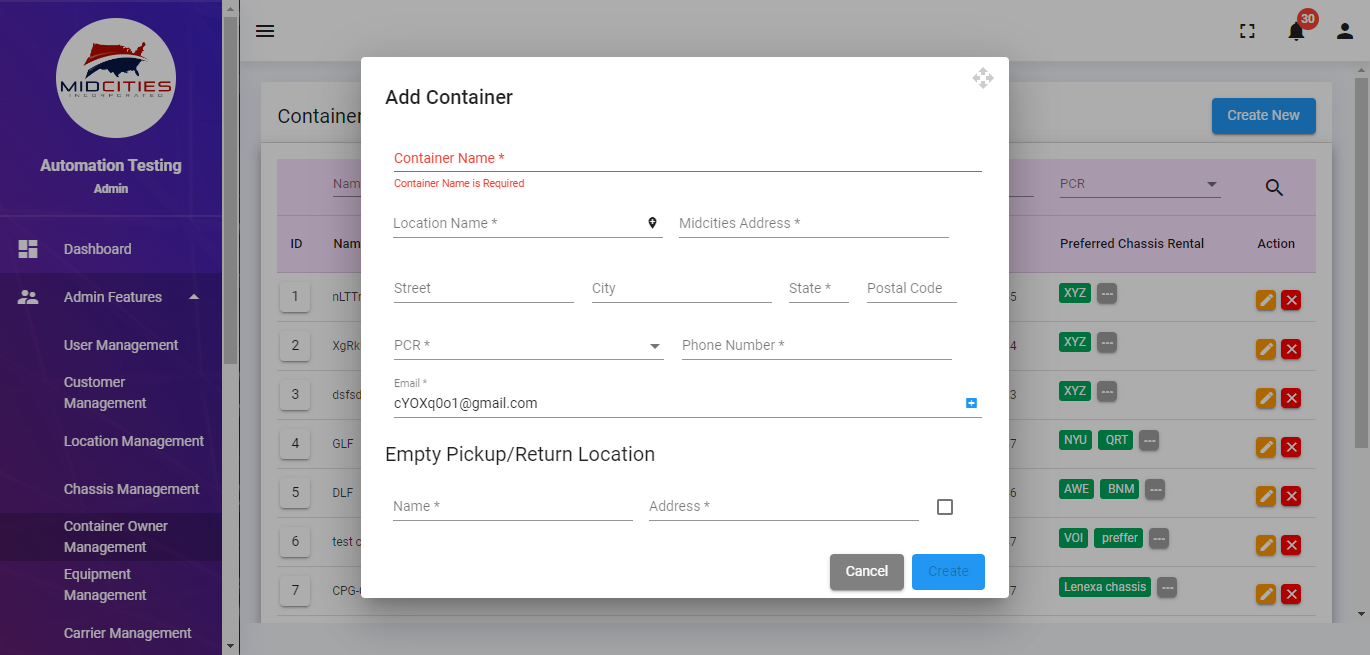 MIDCITIES
INCORPORATED
Automation Testing
Admin
Dashboard
Admin Features
User Management
Customer
Management
Location Management
Chassis Management
Container Owner
Management
Equipment
Management
Carrier Management
30
Container
Create New
Nam
PCR
ID
Nam
Preferred Chassis Rental
Action
1
nLTTr
5
XYZ
---
2
XgRk
4
XYZ
---
3
dsfsd
3
XYZ
---
4
GLF
7
NYU
QRT
---
5
DLF
6
AWE
BNM
---
6
test c
7
VOI
preffer
---
7
CPG-
7
Lenexa chassis
---
Add Container
Container Name *
Container Name is Required
Location Name *
Midcities Address *
Street
City
State *
Postal Code
PCR *
Phone Number *
Email *
cYOXq0o1@gmail.com
Empty Pickup/Return Location
Name *
Address *
Cancel
Create